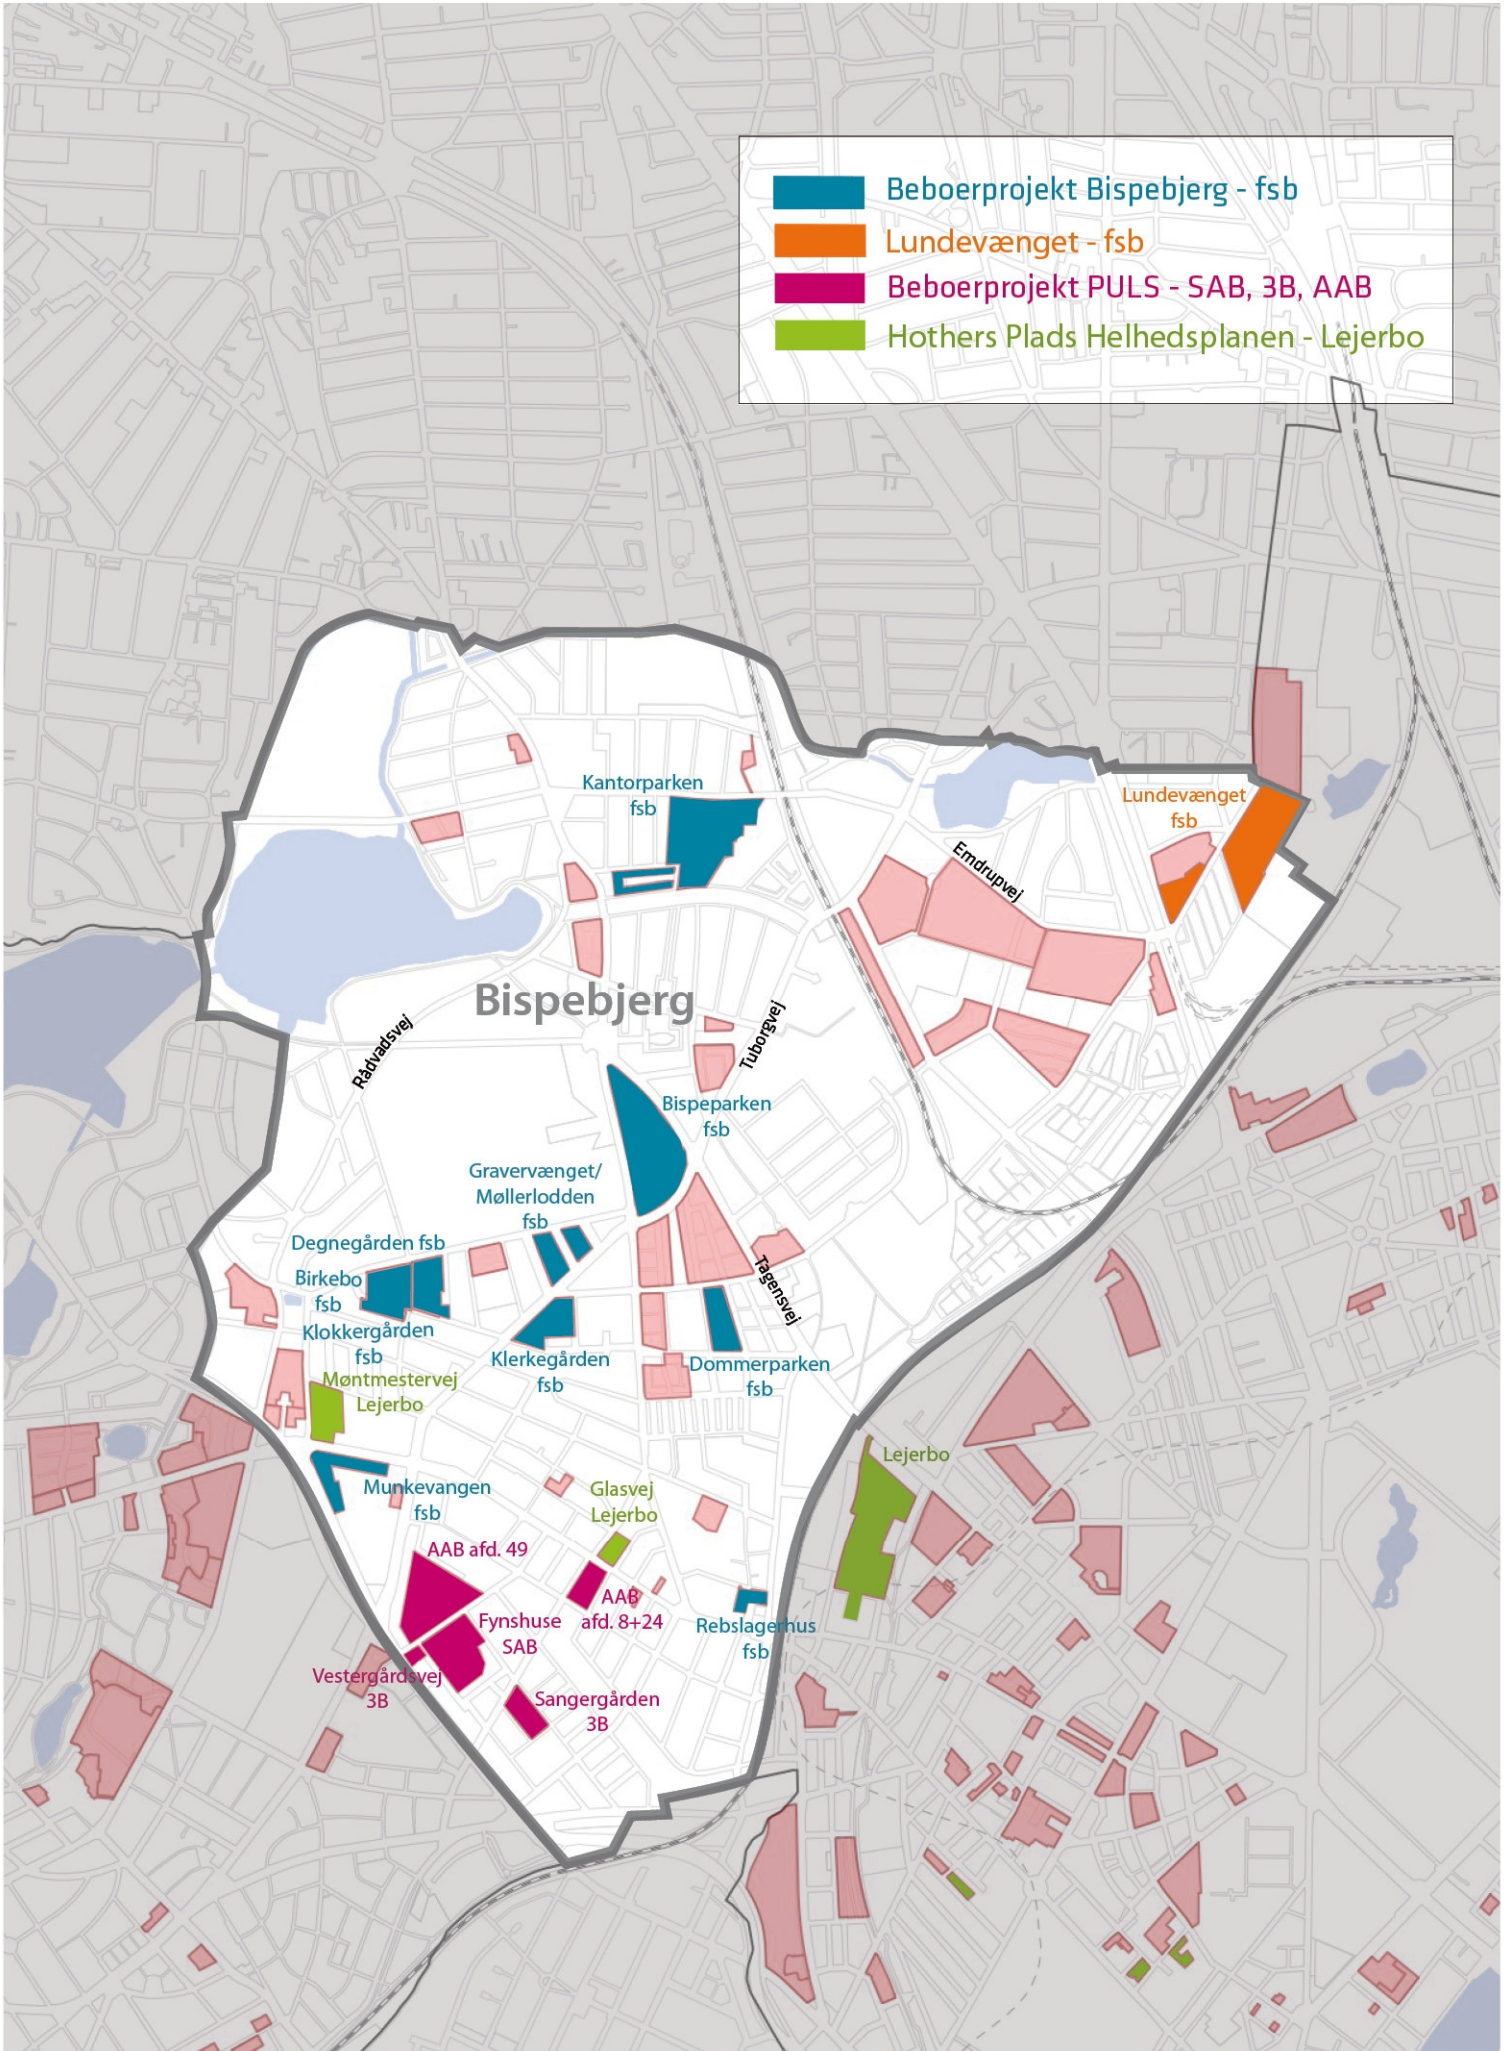 Beboerprojekt Bispebjerg - fsb
Lundevænget - fsb
Beboerprojekt PULS - SAB, 3B, AAB
Hothers Plads Helhedsplanen - Lejerbo
Kantorparken
fsb
Lundevænget
fsb
Emdrupvej
Bispebjerg
Rådvadsvej
Tuborgvej
Bispeparken
fsb
Gravervænget/
Møllerlodden
fsb
Degnegården fsb
Birkebo
fsb
Klokkergården
fsb
Tagensvej
Klerkegården
fsb
Dommerparken
fsb
Møntmestervej
Lejerbo
Lejerbo
Munkevangen
fsb
Glasvej
Lejerbo
AAB afd. 49
AAB
afd. 8+24
Fynshuse
SAB
Rebslagerhus
fsb
Vestergårdsvej
3B
Sangergården
3B